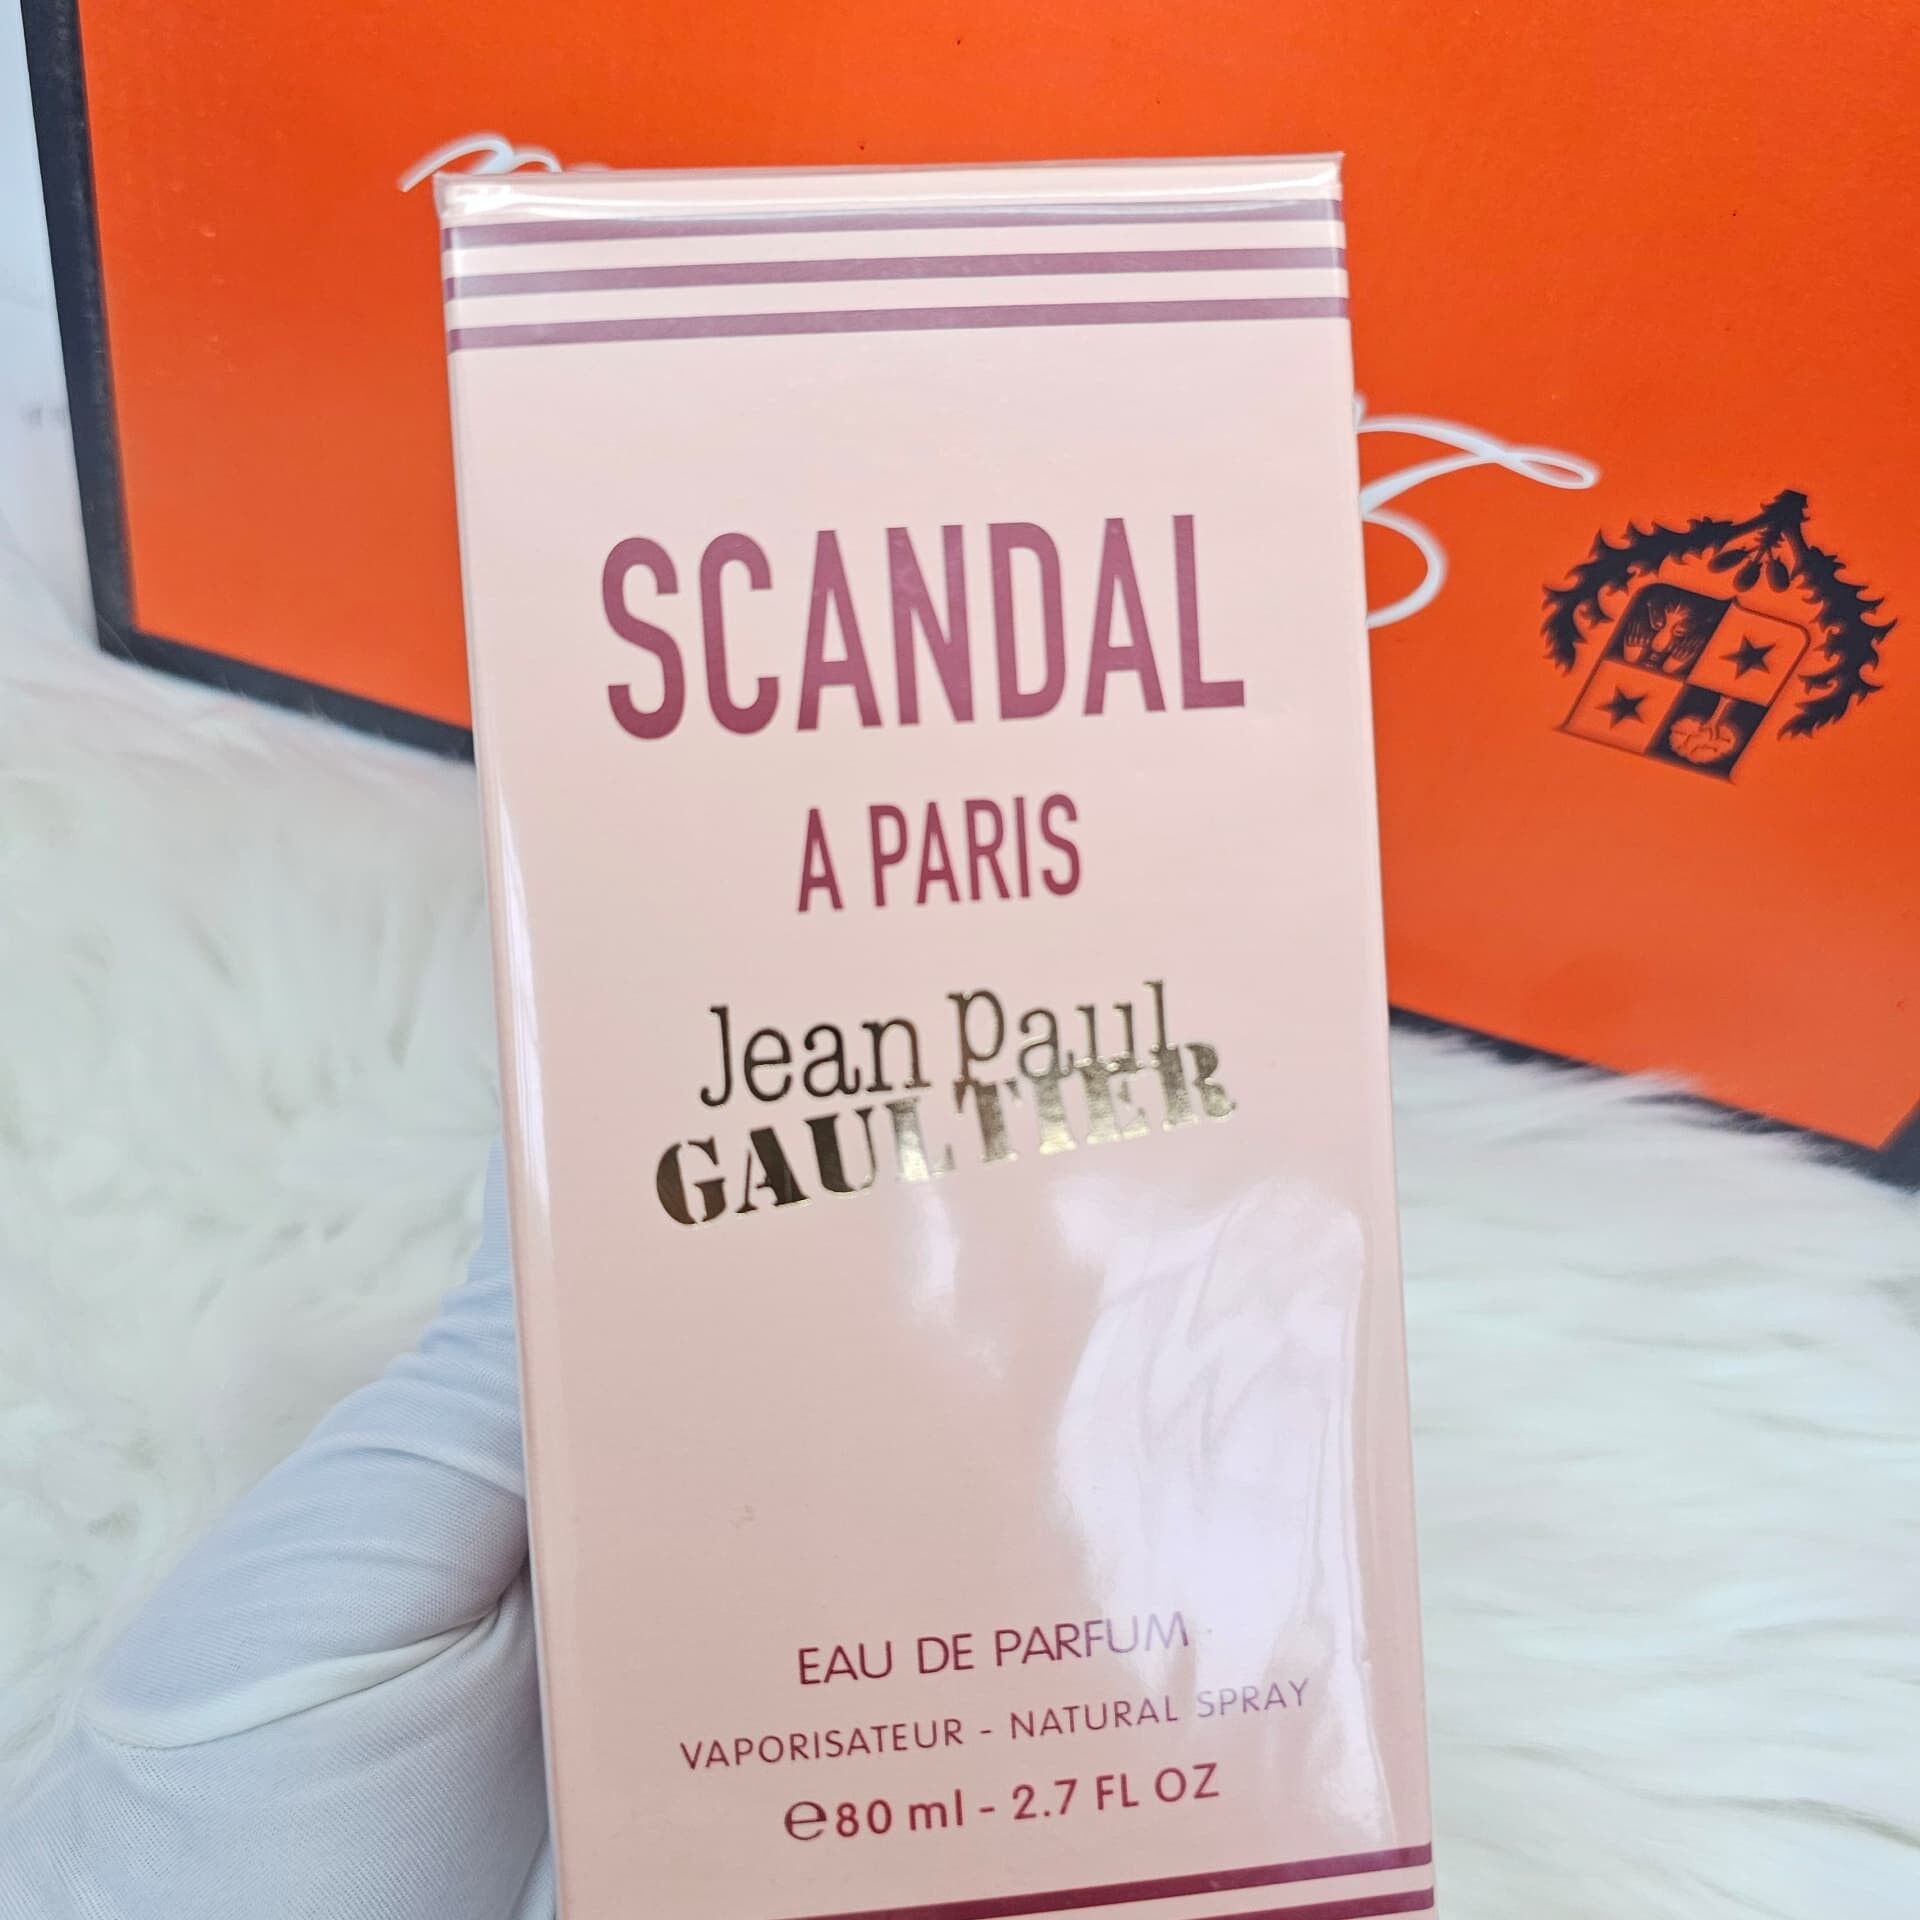 SCANDAL
A PARIS
Jean Paul
GAULTIER
EAU DE PARFUM
VAPORISATEUR - NATURAL SPRAY
℮80 ml - 2.7 FL OZ